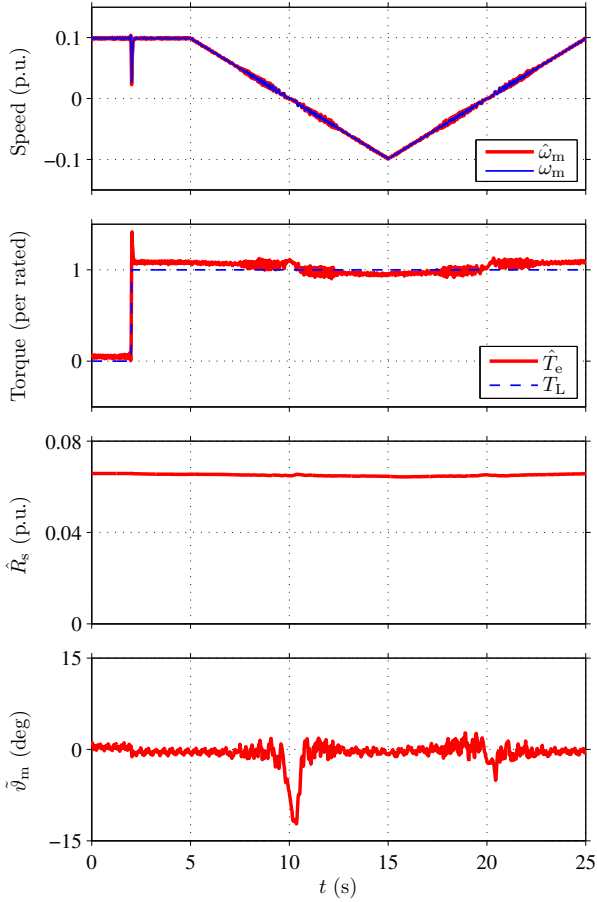 Speed (p.u.)
0.1
0
−0.1
ω̂m
ωm
Torque (per rated)
1
0
T̂e
TL
R̂s (p.u.)
0.08
0.04
0
ϑ̃m (deg)
15
0
−15
0 5 10 15 20 25
t (s)